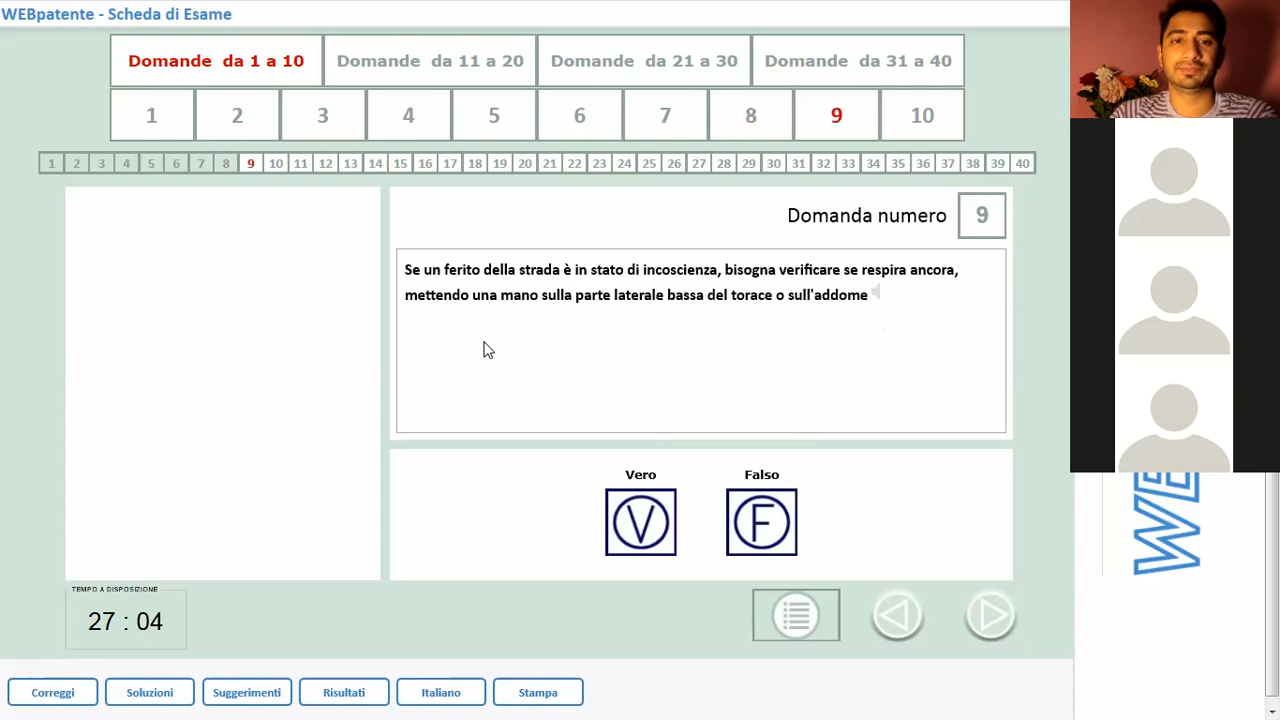 WEBpatente - Scheda di Esame
Domande da 1 a 10
Domande da 11 a 20
Domande da 21 a 30
Domande da 31 a 40
1 2 3 4 5 6 7 8 9 10
1 2 3 4 5 6 7 8 9 10 11 12 13 14 15 16 17 18 19 20 21 22 23 24 25 26 27 28 29 30 31 32 33 34 35 36 37 38 39 40
Domanda numero 9
Se un ferito della strada è in stato di incoscienza, bisogna verificare se respira ancora,
mettendo una mano sulla parte laterale bassa del torace o sull'addome
Vero Falso
V F
TEMPO A DISPOSIZIONE
27 : 04
Correggi Soluzioni Suggerimenti Risultati Italiano Stampa